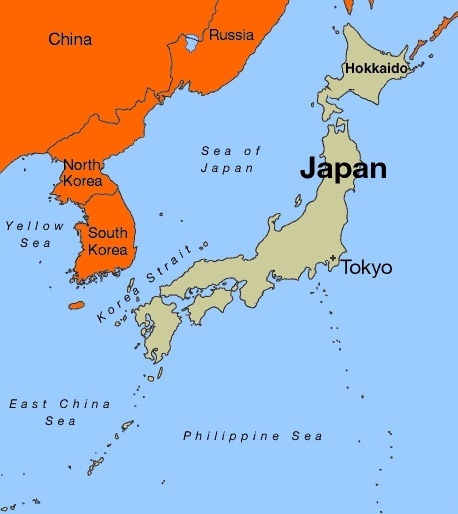 China
Russia
Hokkaido
Sea of
Japan
Japan
North
Korea
South
Korea
Yellow
Sea
Korea Strait
Tokyo
East China
Sea
Philippine Sea